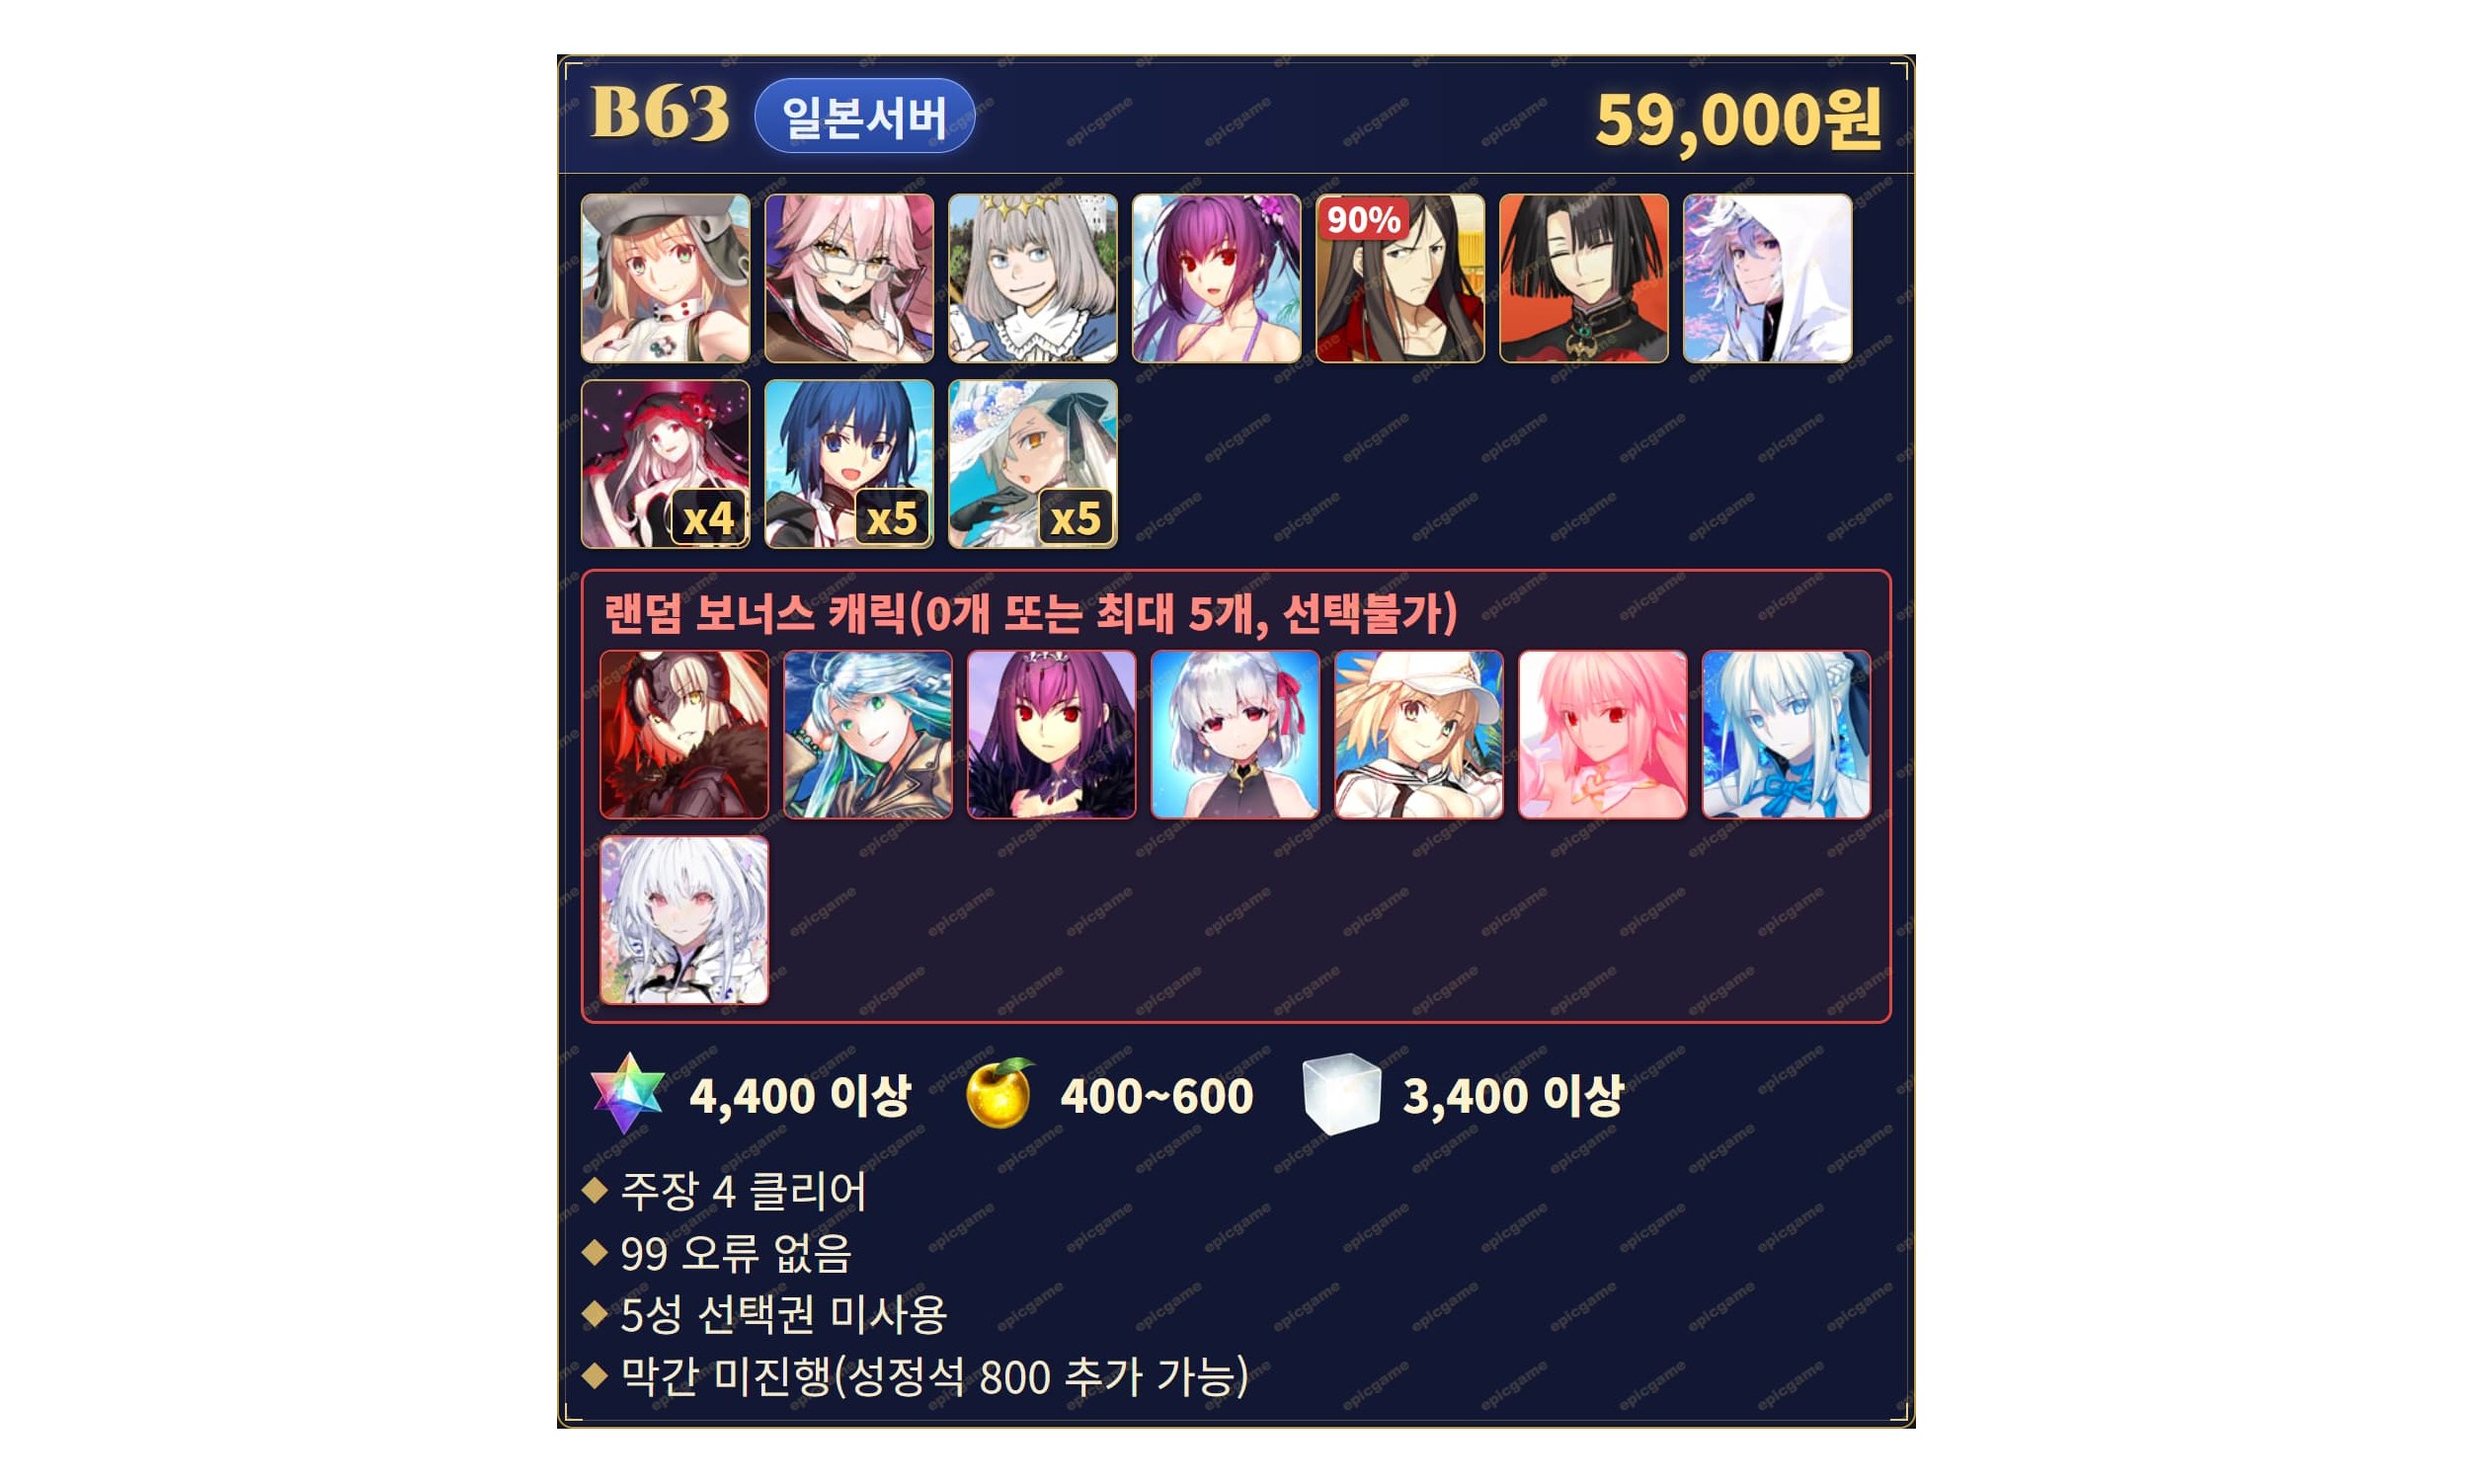 B63 일본서버 59,000원
90%
x4 x5 x5
랜덤 보너스 캐릭(0개 또는 최대 5개, 선택불가)
4,400 이상 400~600 3,400 이상
주장 4 클리어
99 오류 없음
5성 선택권 미사용
막간 미진행(성정석 800 추가 가능)
epicgame